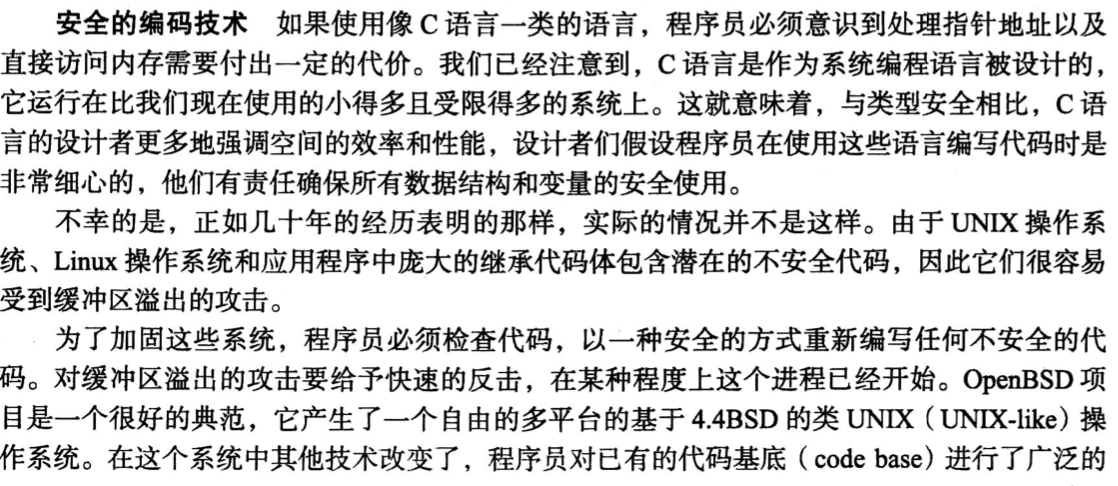 安全的编码技术 如果使用像 C 语言一类的语言，程序员必须意识到处理指针地址以及
直接访问内存需要付出一定的代价。我们已经注意到，C 语言是作为系统编程语言被设计的，
它运行在比我们现在使用的小得多且受限得多的系统上。这就意味着，与类型安全相比，C 语
言的设计者更多地强调空间的效率和性能，设计者们假设程序员在使用这些语言编写代码时是
非常细心的，他们有责任确保所有数据结构和变量的安全使用。
不幸的是，正如几十年的经历表明的那样，实际的情况并不是这样。由于 UNIX 操作系
统、Linux 操作系统和应用程序中庞大的继承代码体包含潜在的不安全代码，因此它们很容易
受到缓冲区溢出的攻击。
为了加固这些系统，程序员必须检查代码，以一种安全的方式重新编写任何不安全的代
码。对缓冲区溢出的攻击要给予快速的反击，在某种程度上这个进程已经开始。OpenBSD 项
目是一个很好的典范，它产生了一个自由的多平台的基于 4.4BSD 的类 UNIX（UNIX-like）操
作系统。在这个系统中其他技术改变了，程序员对已有的代码基底（code base）进行了广泛的